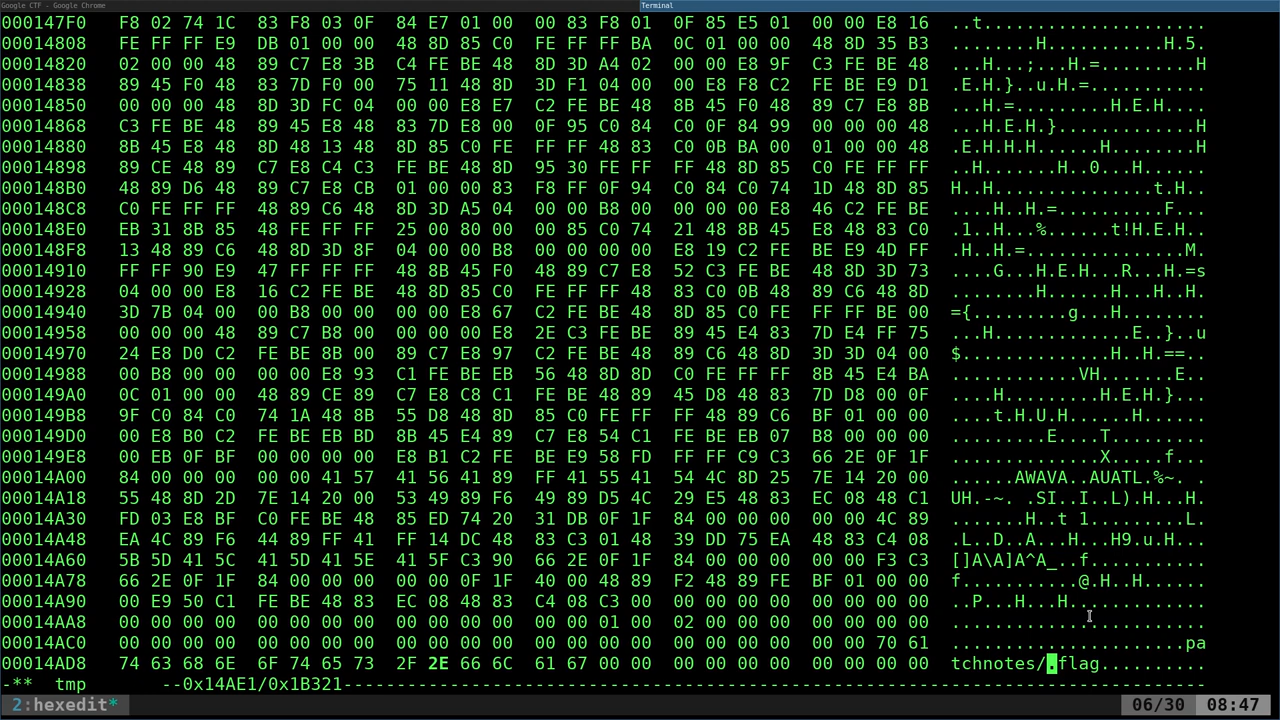 Google CTF - Google Chrome Terminal
000147F0 F8 02 74 1C 83 F8 03 0F 84 E7 01 00 00 83 F8 01 0F 85 E5 01 00 00 E8 16 ..t.....................
00014808 FE FF FF E9 DB 01 00 00 48 8D 85 C0 FE FF FF BA 0C 01 00 00 48 8D 35 B3 ........H...........H.5.
00014820 02 00 00 48 89 C7 E8 3B C4 FE BE 48 8D 3D A4 02 00 00 E8 9F C3 FE BE 48 ...H...;...H.=.........H
00014838 89 45 F0 48 83 7D F0 00 75 11 48 8D 3D F1 04 00 00 E8 F8 C2 FE BE E9 D1 .E.H.}..u.H.=...........
00014850 00 00 00 48 8D 3D FC 04 00 00 E8 E7 C2 FE BE 48 8B 45 F0 48 89 C7 E8 8B ...H.=.........H.E.H....
00014868 C3 FE BE 48 89 45 E8 48 83 7D E8 00 0F 95 C0 84 C0 0F 84 99 00 00 00 48 ...H.E.H.}.............H
00014880 8B 45 E8 48 8D 48 13 48 8D 85 C0 FE FF FF 48 83 C0 0B BA 00 01 00 00 48 .E.H.H.H......H........H
00014898 89 CE 48 89 C7 E8 C4 C3 FE BE 48 8D 95 30 FE FF FF 48 8D 85 C0 FE FF FF ..H.......H..0...H......
000148B0 48 89 D6 48 89 C7 E8 CB 01 00 00 83 F8 FF 0F 94 C0 84 C0 74 1D 48 8D 85 H..H...............t.H..
000148C8 C0 FE FF FF 48 89 C6 48 8D 3D A5 04 00 00 B8 00 00 00 00 E8 46 C2 FE BE ....H..H.=..........F...
000148E0 EB 31 8B 85 48 FE FF FF 25 00 80 00 00 85 C0 74 21 48 8B 45 E8 48 83 C0 .1..H...%......t!H.E.H..
000148F8 13 48 89 C6 48 8D 3D 8F 04 00 00 B8 00 00 00 00 E8 19 C2 FE BE E9 4D FF .H..H.=...............M.
00014910 FF FF 90 E9 47 FF FF FF 48 8B 45 F0 48 89 C7 E8 52 C3 FE BE 48 8D 3D 73 ....G...H.E.H...R...H.=s
00014928 04 00 00 E8 16 C2 FE BE 48 8D 85 C0 FE FF FF 48 83 C0 0B 48 89 C6 48 8D ........H......H...H..H.
00014940 3D 7B 04 00 00 B8 00 00 00 00 E8 67 C2 FE BE 48 8D 85 C0 FE FF FF BE 00 ={.........g...H........
00014958 00 00 00 48 89 C7 B8 00 00 00 00 E8 2E C3 FE BE 89 45 E4 83 7D E4 FF 75 ...H.............E..}..u
00014970 24 E8 D0 C2 FE BE 8B 00 89 C7 E8 97 C2 FE BE 48 89 C6 48 8D 3D 3D 04 00 $..............H..H.==..
00014988 00 B8 00 00 00 00 E8 93 C1 FE BE EB 56 48 8D 8D C0 FE FF FF 8B 45 E4 BA ............VH.......E..
000149A0 0C 01 00 00 48 89 CE 89 C7 E8 C8 C1 FE BE 48 89 45 D8 48 83 7D D8 00 0F ....H.........H.E.H.}...
000149B8 9F C0 84 C0 74 1A 48 8B 55 D8 48 8D 85 C0 FE FF FF 48 89 C6 BF 01 00 00 ....t.H.U.H......H......
000149D0 00 E8 B0 C2 FE BE EB BD 8B 45 E4 89 C7 E8 54 C1 FE BE EB 07 B8 00 00 00 .........E....T.........
000149E8 00 EB 0F BF 00 00 00 00 E8 B1 C2 FE BE E9 58 FD FF FF C9 C3 66 2E 0F 1F ..............X.....f...
00014A00 84 00 00 00 00 00 41 57 41 56 41 89 FF 41 55 41 54 4C 8D 25 7E 14 20 00 ......AWAVA..AUATL.%~. .
00014A18 55 48 8D 2D 7E 14 20 00 53 49 89 F6 49 89 D5 4C 29 E5 48 83 EC 08 48 C1 UH.-~. .SI..I..L).H...H.
00014A30 FD 03 E8 BF C0 FE BE 48 85 ED 74 20 31 DB 0F 1F 84 00 00 00 00 00 4C 89 .......H..t 1.........L.
00014A48 EA 4C 89 F6 44 89 FF 41 FF 14 DC 48 83 C3 01 48 39 DD 75 EA 48 83 C4 08 .L..D..A...H...H9.u.H...
00014A60 5B 5D 41 5C 41 5D 41 5E 41 5F C3 90 66 2E 0F 1F 84 00 00 00 00 00 F3 C3 []A\A]A^A_..f...........
00014A78 66 2E 0F 1F 84 00 00 00 00 00 0F 1F 40 00 48 89 F2 48 89 FE BF 01 00 00 f...........@.H..H......
00014A90 00 E9 50 C1 FE BE 48 83 EC 08 48 83 C4 08 C3 00 00 00 00 00 00 00 00 00 ..P...H...H.............
00014AA8 00 00 00 00 00 00 00 00 00 00 00 00 00 01 00 02 00 00 00 00 00 00 00 00 ........................
00014AC0 00 00 00 00 00 00 00 00 00 00 00 00 00 00 00 00 00 00 00 00 00 00 70 61 ......................pa
00014AD8 74 63 68 6E 6F 74 65 73 2F 2E 66 6C 61 67 00 00 00 00 00 00 00 00 00 00 tchnotes/.flag..........
-** tmp --0x14AE1/0x1B321-----------------------------------------------------------------------
2:hexedit* 06/30 08:47